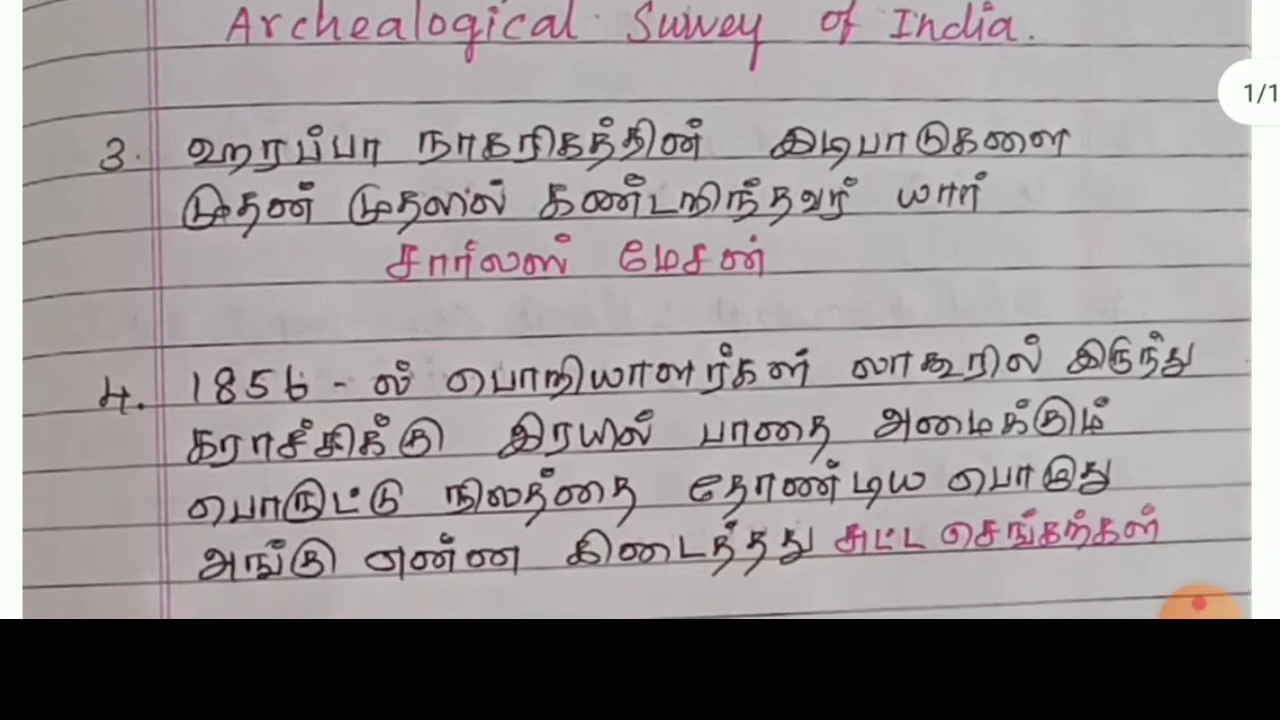 Archealogical Suvvey of India.
1/1
3. ஹரப்பா நாகரிகத்தின் இடிபாடுகளை
முதன் முதலில் கண்டறிந்தவர் யார்
சார்லஸ் மேசன்
4. 1856 - ல் பொறியாளர்கள் லாகூரில் இருந்து
கராச்சிக்கு இரயில் பாதை அமைக்கும்
பொருட்டு நிலத்தை தோண்டிய பொழுது
அங்கு என்ன கிடைத்தது சுட்ட செங்கற்கள்